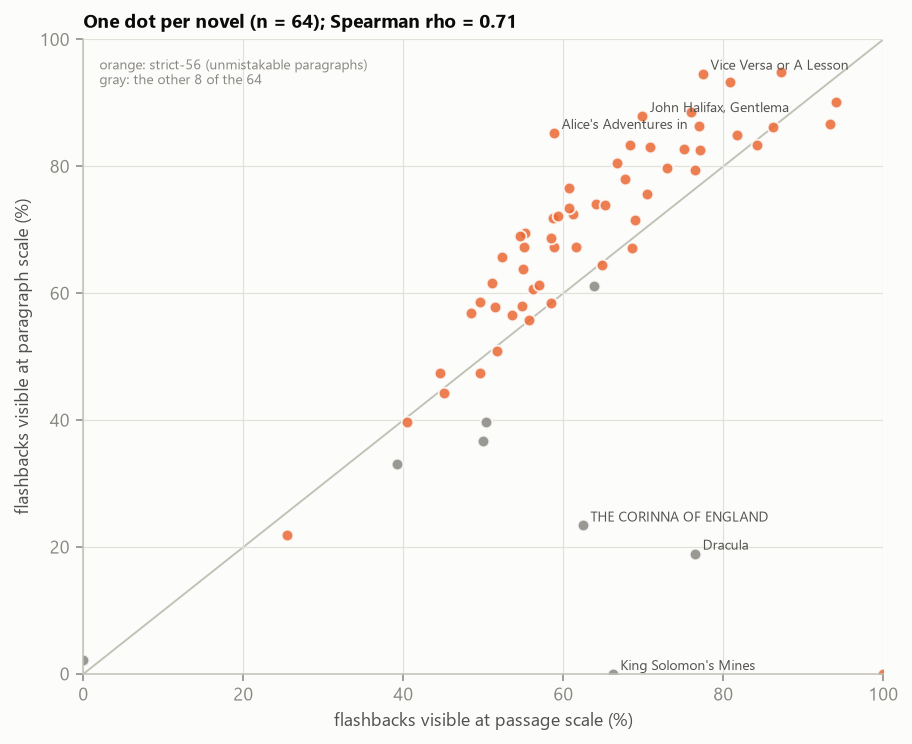 One dot per novel (n = 64); Spearman rho = 0.71
100
orange: strict-56 (unmistakable paragraphs)
gray: the other 8 of the 64
Vice Versa or A Lesson
John Halifax, Gentlema
Alice's Adventures in
80
60
40
THE CORINNA OF ENGLAND
Dracula
20
King Solomon's Mines
0
0 20 40 60 80 100
flashbacks visible at passage scale (%)
flashbacks visible at paragraph scale (%)